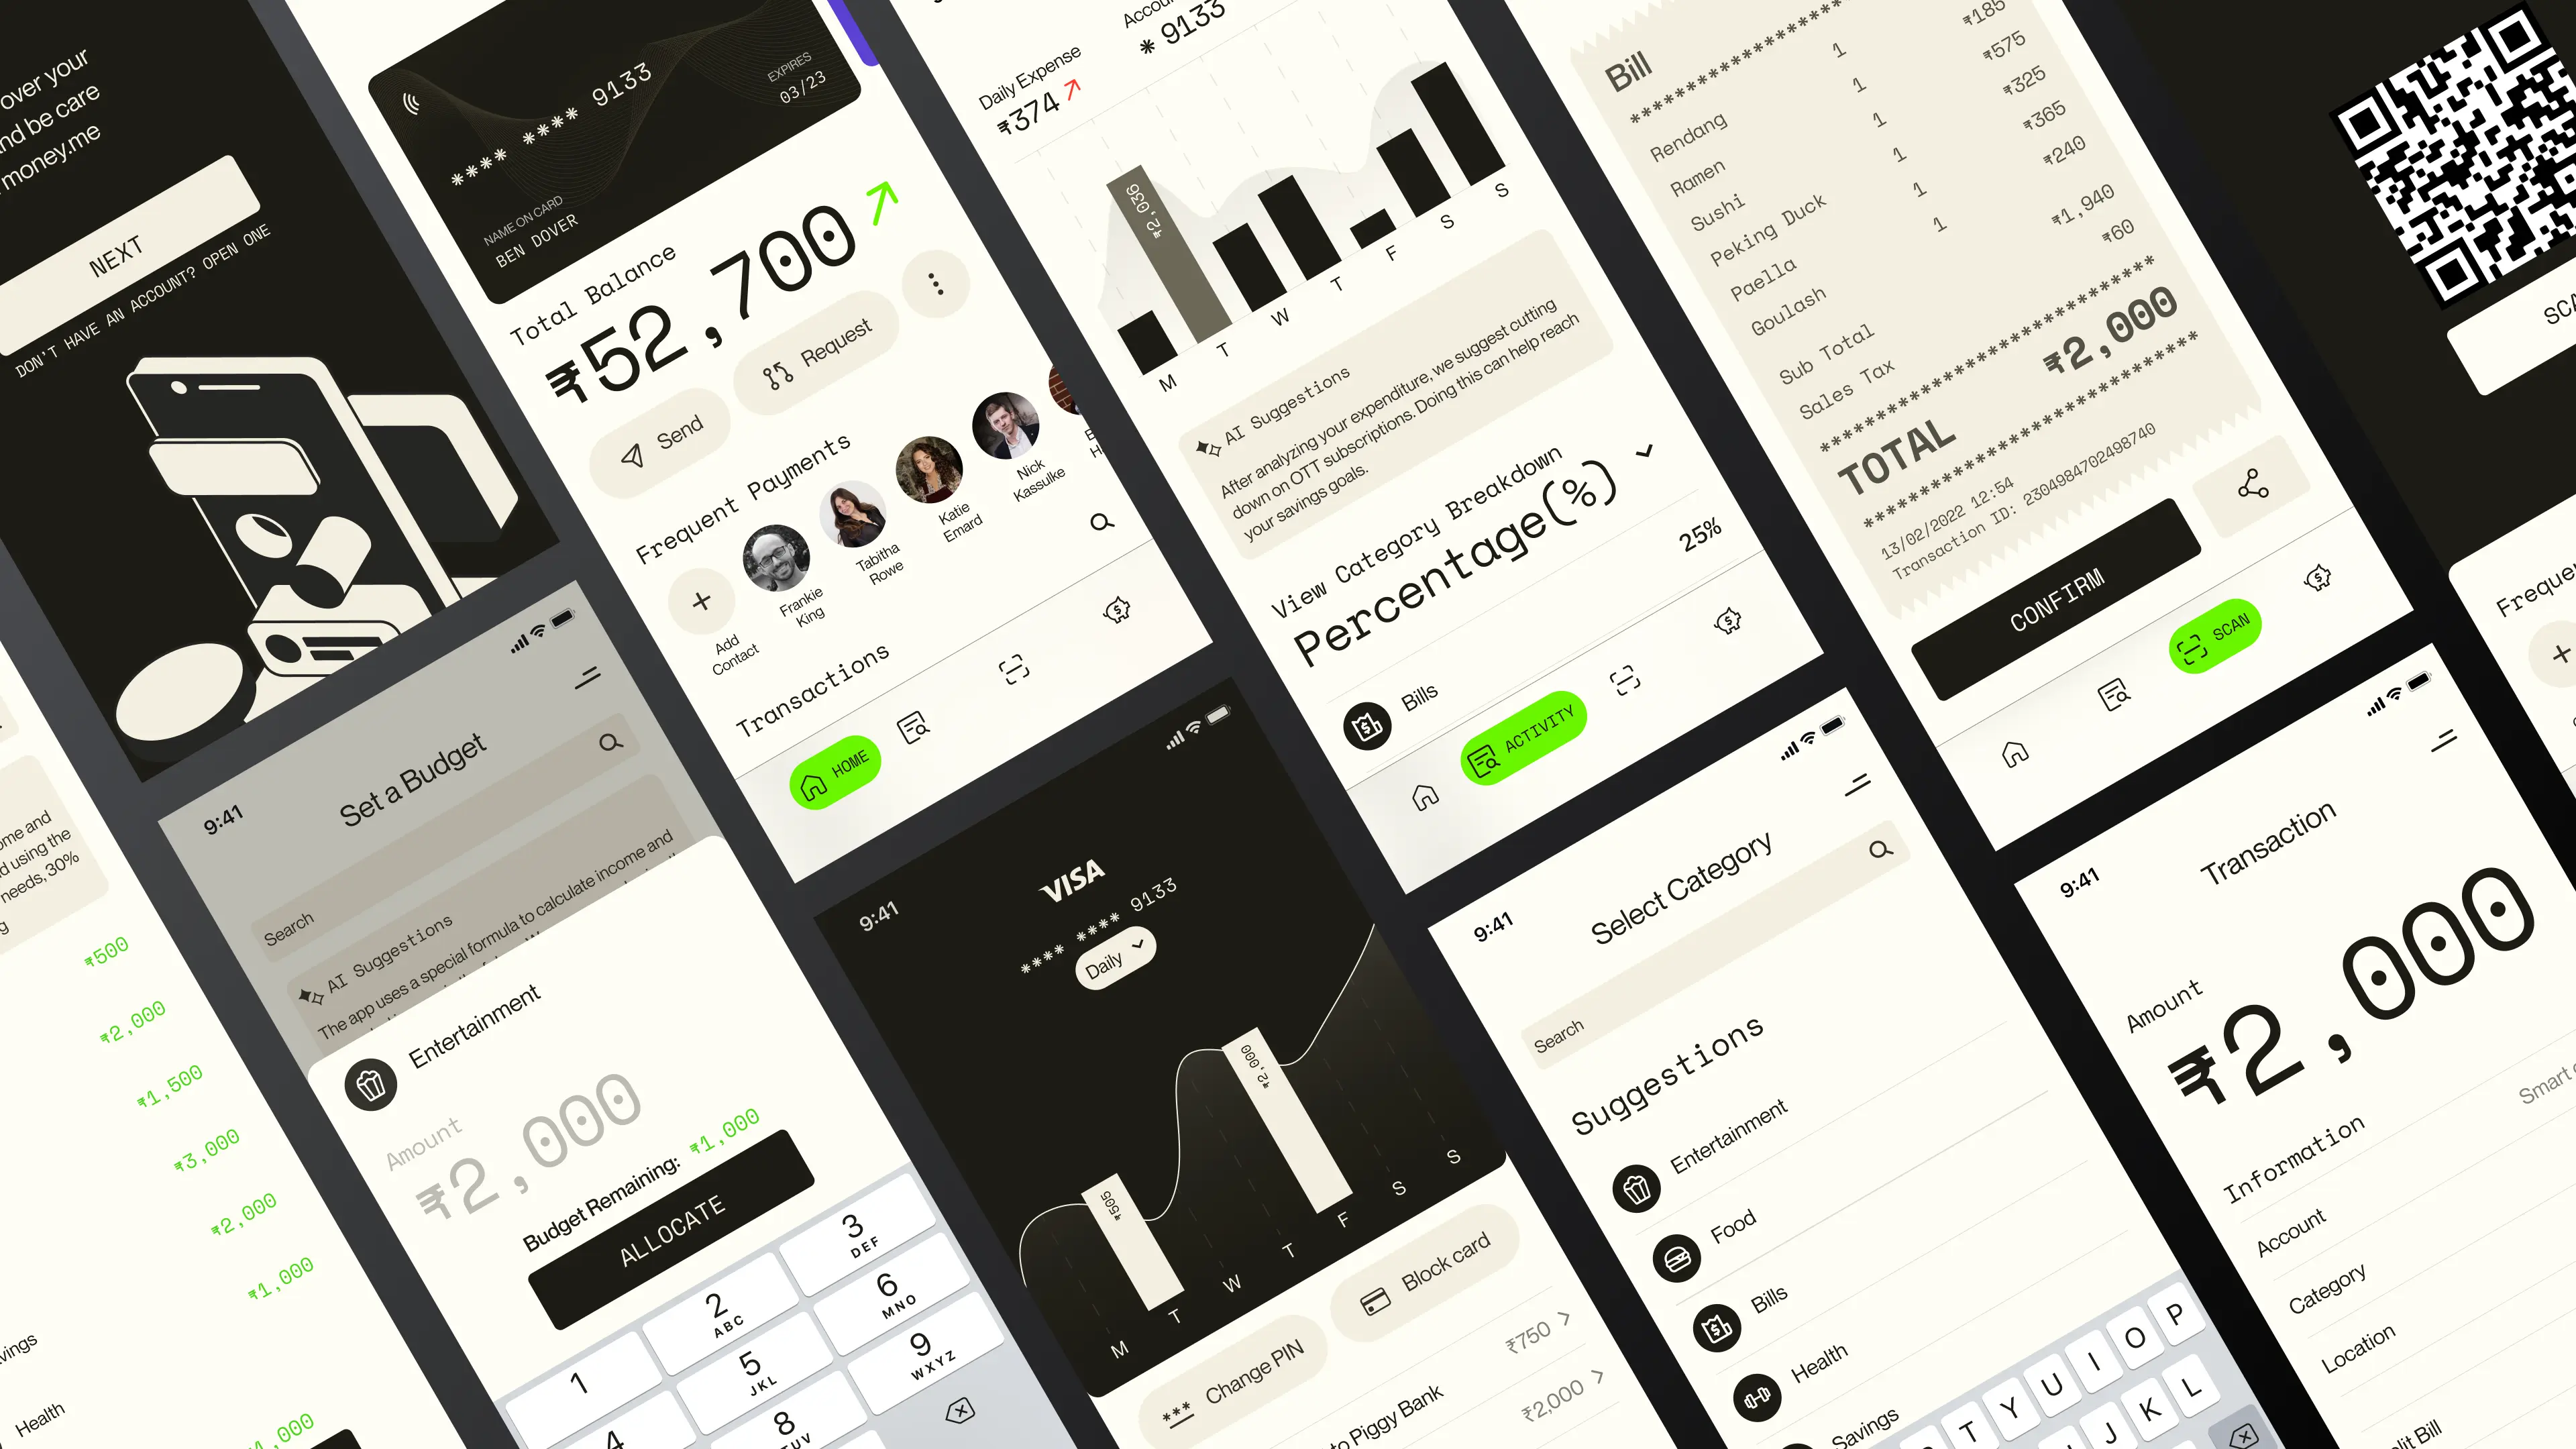 over your
nd be care
money.me
NEXT
DON'T HAVE AN ACCOUNT? OPEN ONE
**** **** 9133
EXPIRES
03/23
NAME ON CARD
BEN DOVER
Total Balance
₹52,700
Send
Request
Frequent Payments
Add
Contact
Frankie
King
Tabitha
Rowe
Katie
Emard
Nick
Kassulke
Transactions
HOME
Daily Expense
₹374
* 9133
₹2,036
M
T
W
T
F
S
S
AI Suggestions
After analyzing your expenditure, we suggest cutting
down on OTT subscriptions. Doing this can help reach
your savings goals.
View Category Breakdown
Percentage(%)
Bills
25%
ACTIVITY
Bill
Rendang 1 ₹185
Ramen 1 ₹575
Sushi 1 ₹325
Peking Duck 1 ₹365
Paella 1 ₹240
Goulash 1
Sub Total ₹1,940
Sales Tax ₹60
TOTAL ₹2,000
13/02/2022 12:54
Transaction ID: 2304984702498740
CONFIRM
SCAN
SCA
Freque
ome and
d using the
needs, 30%
g
₹500
₹2,000
₹1,500
₹3,000
₹2,000
₹1,000
vings
Health
,000
9:41
Set a Budget
Search
AI Suggestions
The app uses a special formula to calculate income and
Entertainment
Amount
₹2,000
Budget Remaining: ₹1,000
ALLOCATE
1
2
ABC
3
DEF
4
5
JKL
6
MNO
8
TUV
9
WXYZ
9:41
VISA
**** **** 9133
Daily
₹505
₹2,000
M
T
W
T
F
S
S
Change PIN
Block card
₹750
to Piggy Bank
₹2,000
9:41
Select Category
Search
Suggestions
Entertainment
Food
Bills
Health
Savings
T Y U I O P
J K L
9:41
Transaction
Amount
₹2,000
Smart
Information
Account
Category
Location
lit Bill